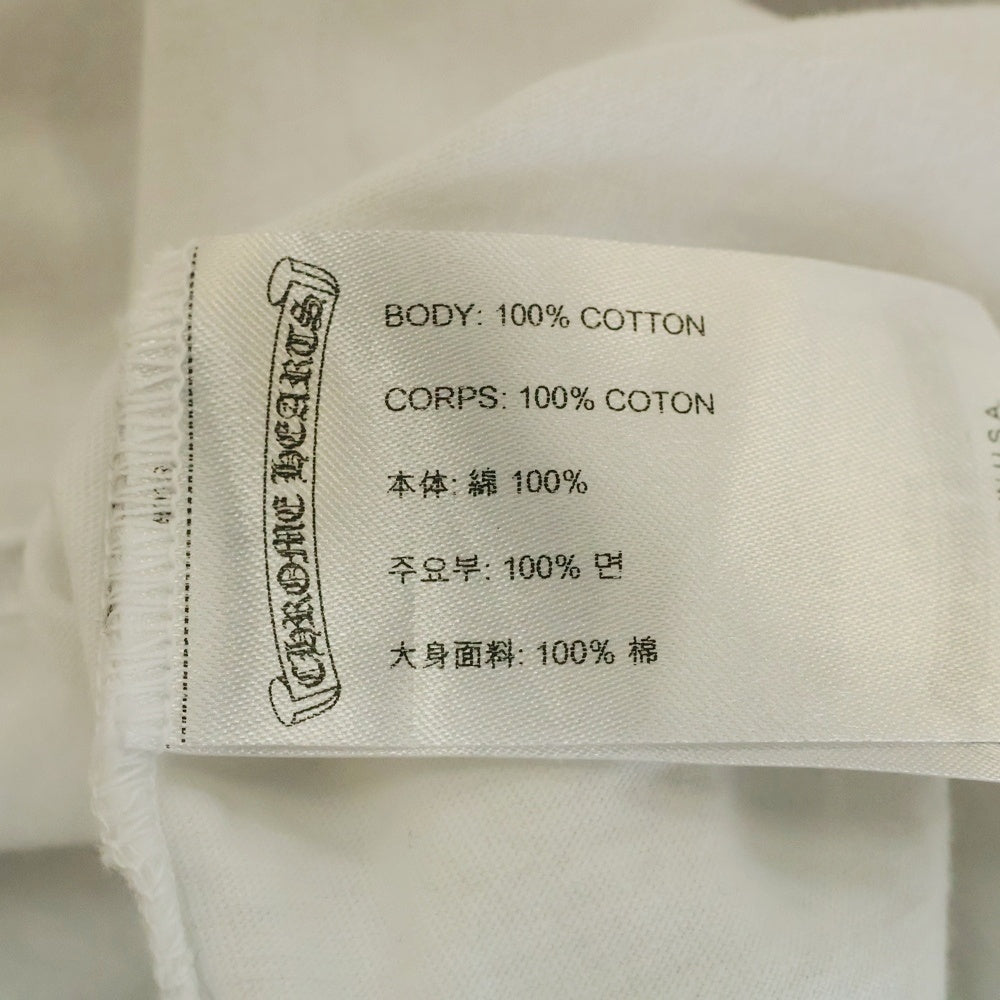 CHROME HEARTS
BODY: 100% COTTON
CORPS: 100% COTON
本体: 綿 100%
주요부: 100% 면
大身面料: 100% 棉
USA